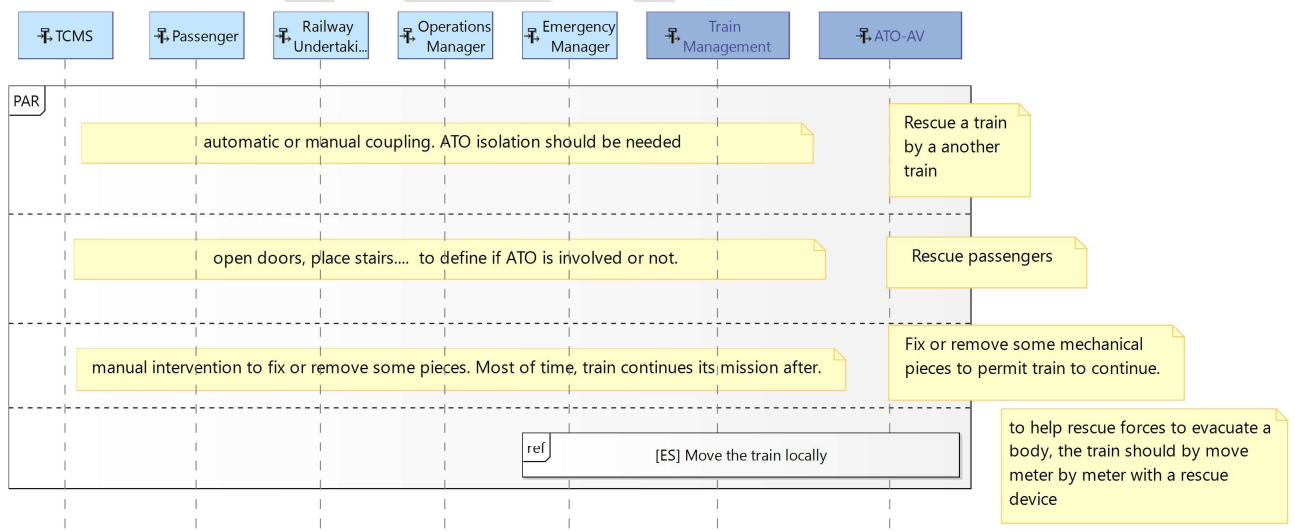 TCMS
Passenger
Railway
Undertaki...
Operations
Manager
Emergency
Manager
Train
Management
ATO-AV
PAR
automatic or manual coupling. ATO isolation should be needed
Rescue a train
by a another
train
open doors, place stairs.... to define if ATO is involved or not.
Rescue passengers
manual intervention to fix or remove some pieces. Most of time, train continues its mission after.
Fix or remove some mechanical
pieces to permit train to continue.
ref
[ES] Move the train locally
to help rescue forces to evacuate a
body, the train should by move
meter by meter with a rescue
device